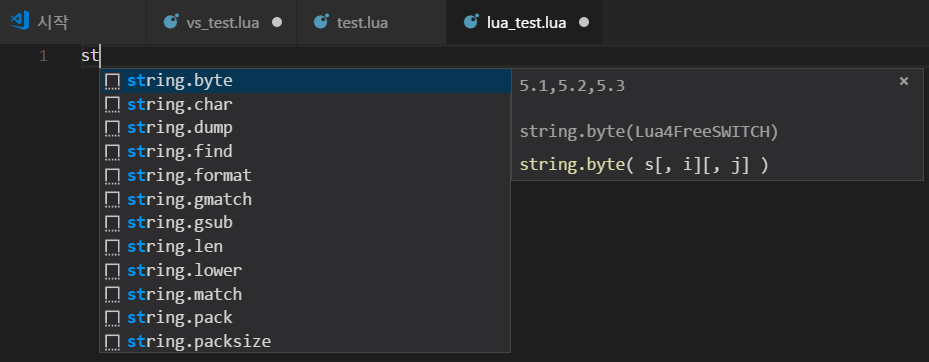 시작
vs_test.lua
test.lua
lua_test.lua
1 st
string.byte
string.char
string.dump
string.find
string.format
string.gmatch
string.gsub
string.len
string.lower
string.match
string.pack
string.packsize
5.1,5.2,5.3
string.byte(Lua4FreeSWITCH)
string.byte( s[, i][, j] )